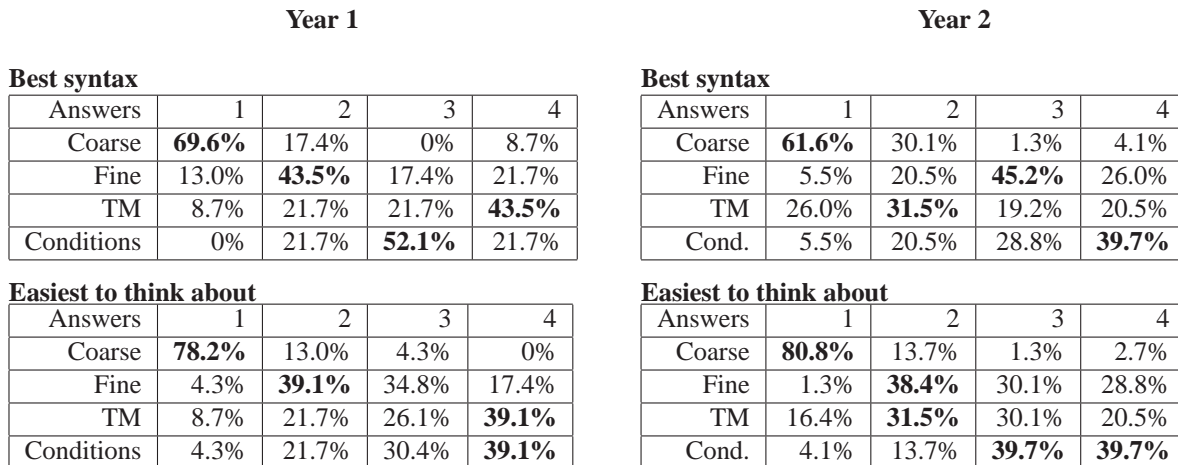 Year 1
Best syntax
Answers 1 2 3 4
Coarse 69.6% 17.4% 0% 8.7%
Fine 13.0% 43.5% 17.4% 21.7%
TM 8.7% 21.7% 21.7% 43.5%
Conditions 0% 21.7% 52.1% 21.7%
Easiest to think about
Answers 1 2 3 4
Coarse 78.2% 13.0% 4.3% 0%
Fine 4.3% 39.1% 34.8% 17.4%
TM 8.7% 21.7% 26.1% 39.1%
Conditions 4.3% 21.7% 30.4% 39.1%
Year 2
Best syntax
Answers 1 2 3 4
Coarse 61.6% 30.1% 1.3% 4.1%
Fine 5.5% 20.5% 45.2% 26.0%
TM 26.0% 31.5% 19.2% 20.5%
Cond. 5.5% 20.5% 28.8% 39.7%
Easiest to think about
Answers 1 2 3 4
Coarse 80.8% 13.7% 1.3% 2.7%
Fine 1.3% 38.4% 30.1% 28.8%
TM 16.4% 31.5% 30.1% 20.5%
Cond. 4.1% 13.7% 39.7% 39.7%